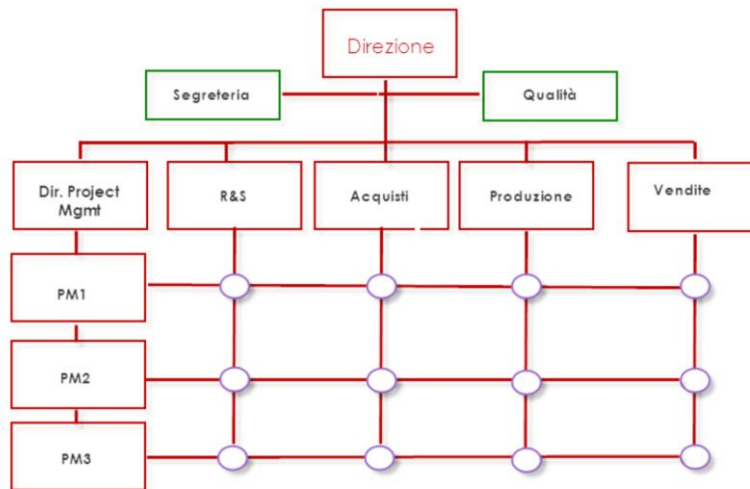 Direzione
Segreteria
Qualità
Dir. Project
Mgmt
R&S
Acquisti
Produzione
Vendite
PM1
PM2
PM3